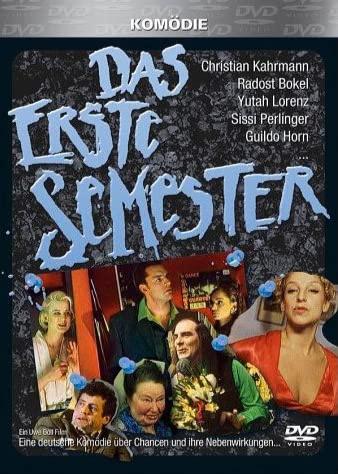 KOMÖDIE
DAS
ERSTE
SEMESTER
Christian Kahrmann
Radost Bokel
Yutah Lorenz
Sissi Perlinger
Guildo Horn
...
DANCE
Ein Uwe Boll Film
Eine deutsche Komödie über Chancen und ihre Nebenwirkungen...
DVD
VIDEO